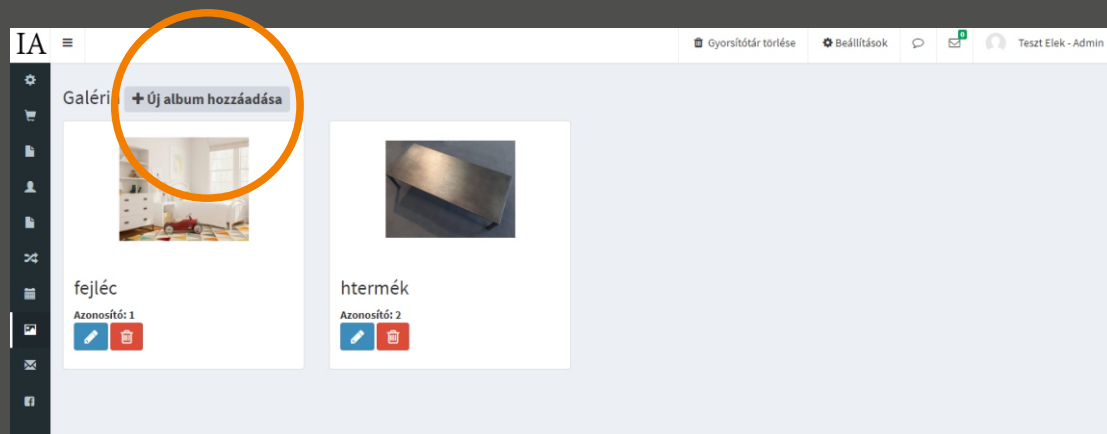 IA
Gyorsítótár törlése
Beállítások
0
Teszt Elek - Admin
Galéria
Új album hozzáadása
fejléc
Azonosító: 1
htermék
Azonosító: 2